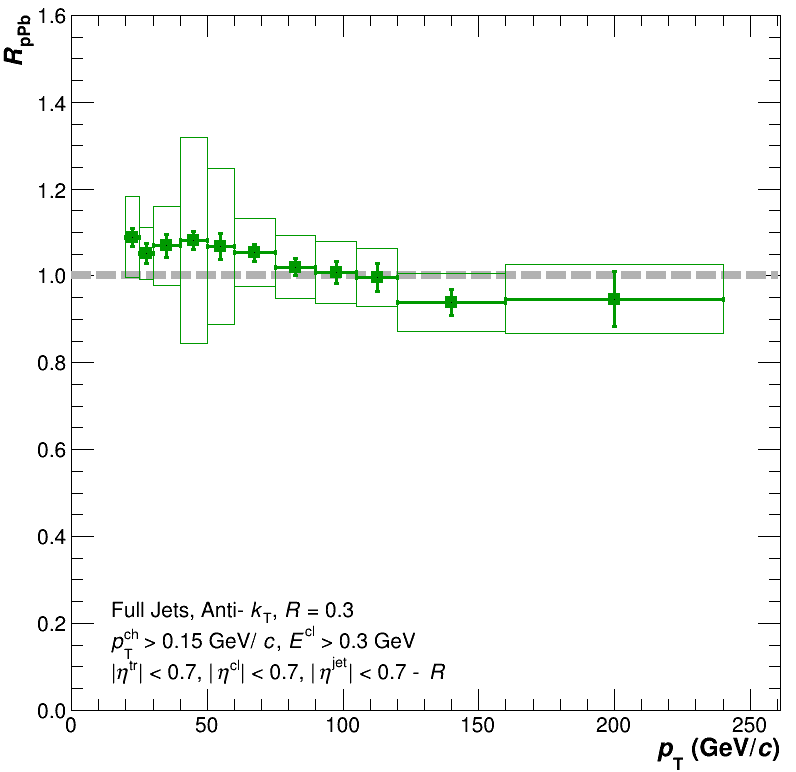 R_pPb
1.6
1.4
1.2
1.0
0.8
0.6
0.4
0.2
0.0
Full Jets, Anti- k_T, R = 0.3
p_T^ch > 0.15 GeV/ c, E^cl > 0.3 GeV
|η^tr| < 0.7, |η^cl| < 0.7, |η^jet| < 0.7 - R
0 50 100 150 200 250
p_T (GeV/c)